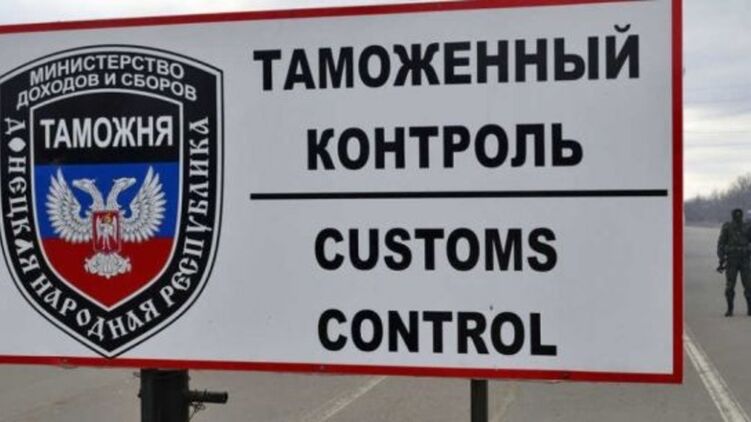 МИНИСТЕРСТВО
ДОХОДОВ И СБОРОВ
ТАМОЖНЯ
ДОНЕЦКАЯ НАРОДНАЯ РЕСПУБЛИКА
ТАМОЖЕННЫЙ
КОНТРОЛЬ
CUSTOMS
CONTROL